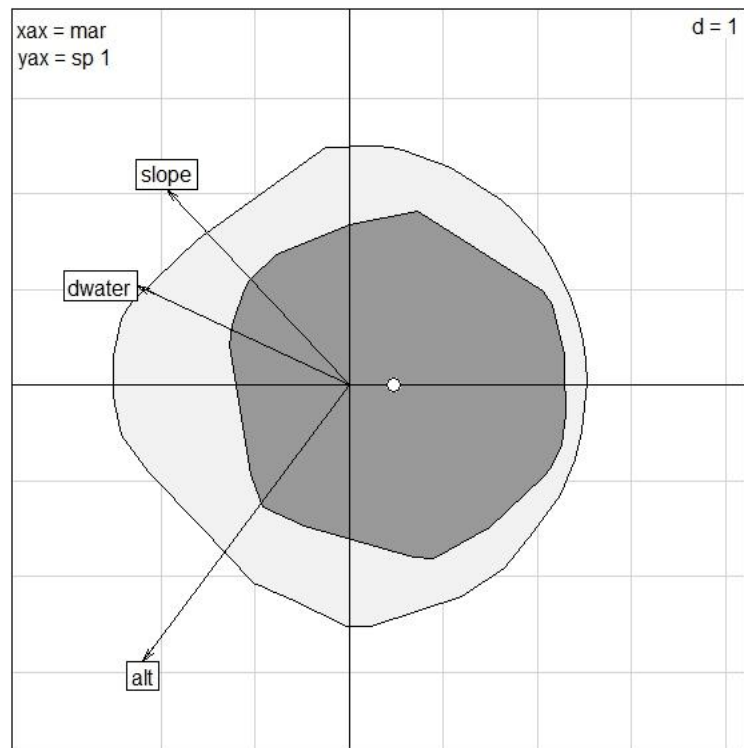 xax = mar
d = 1
yax = sp 1
slope
dwater
alt